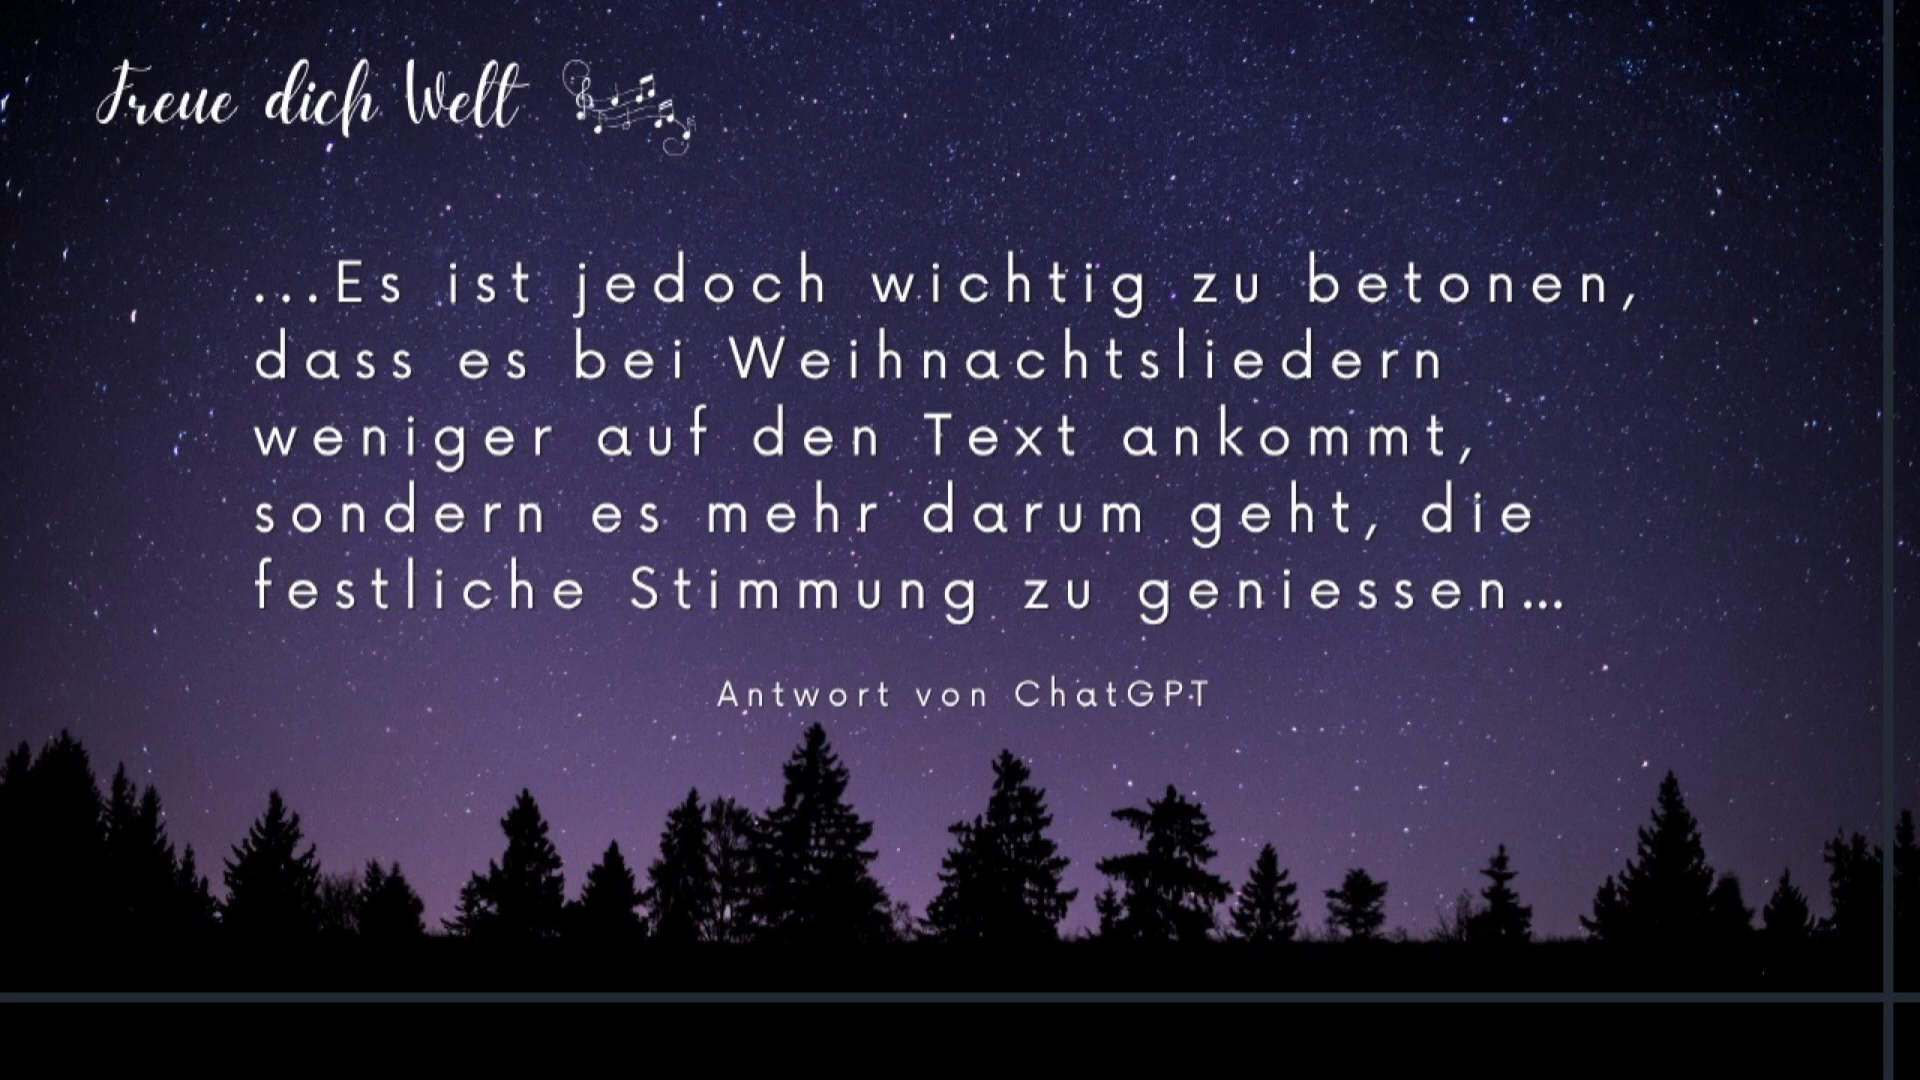 Freue dich Welt
...Es ist jedoch wichtig zu betonen,
dass es bei Weihnachtsliedern
weniger auf den Text ankommt,
sondern es mehr darum geht, die
festliche Stimmung zu geniessen...
Antwort von ChatGPT